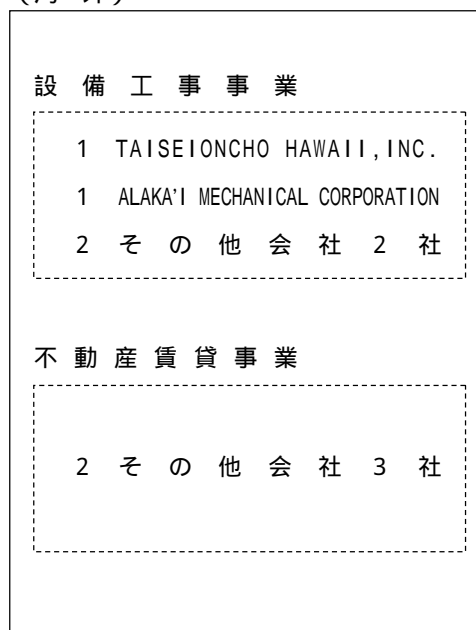 設備工事事業
1 TAISEIONCHO HAWAII,INC.
1 ALAKA'I MECHANICAL CORPORATION
2 その他会社2社
不動産賃貸事業
2 その他会社3社